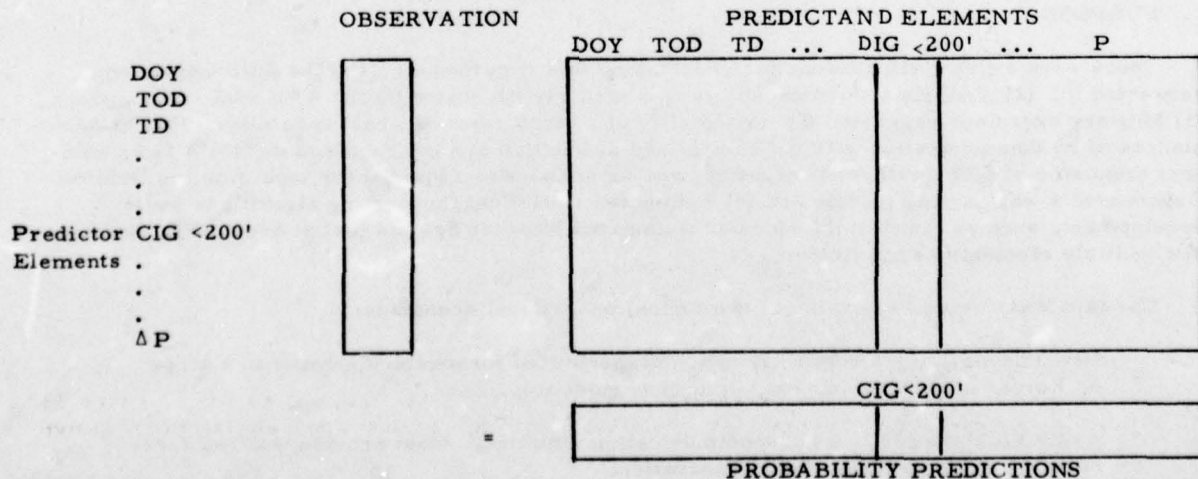 OBSERVATION PREDICTAND ELEMENTS
DOY TOD TD ... DIG <200' ... P
DOY
TOD
TD
.
.
.
Predictor CIG <200'
Elements .
.
.
Δ P
CIG<200'
=
PROBABILITY PREDICTIONS